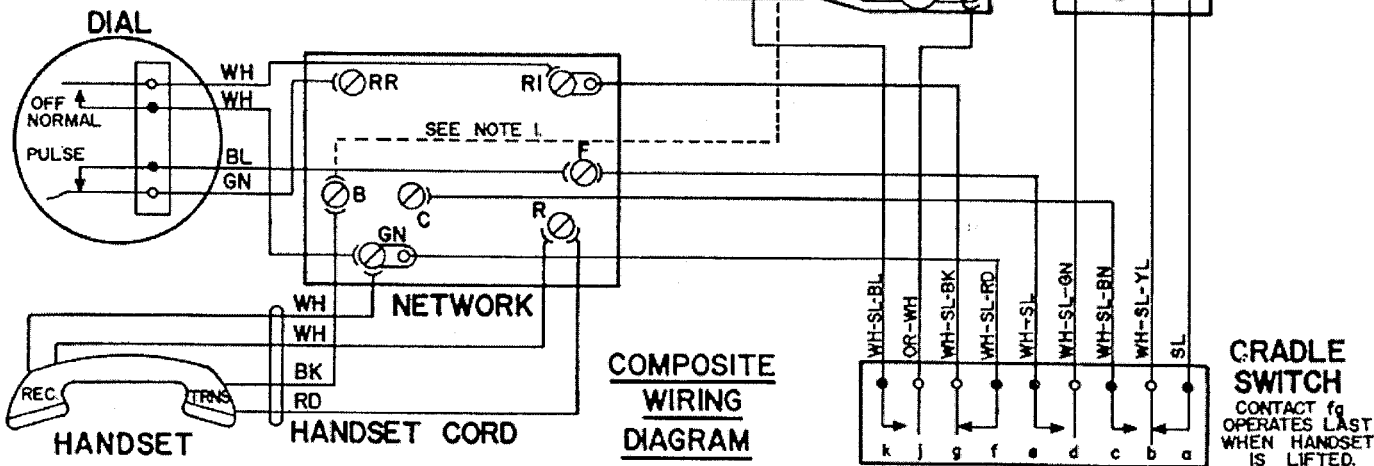 DIAL
WH
WH
OFF
NORMAL
PULSE
BL
GN
RR
RI
SEE NOTE 1.
F
B
C
R
GN
NETWORK
WH
WH
BK
RD
REC.
TRNS
HANDSET
HANDSET CORD
COMPOSITE
WIRING
DIAGRAM
WH-SL-BL
OR-WH
WH-SL-BK
WH-SL-RD
WH-SL
WH-SL-GN
WH-SL-BN
WH-SL-YL
SL
k j g f e d c b a
CRADLE
SWITCH
CONTACT fg
OPERATES LAST
WHEN HANDSET
IS LIFTED.